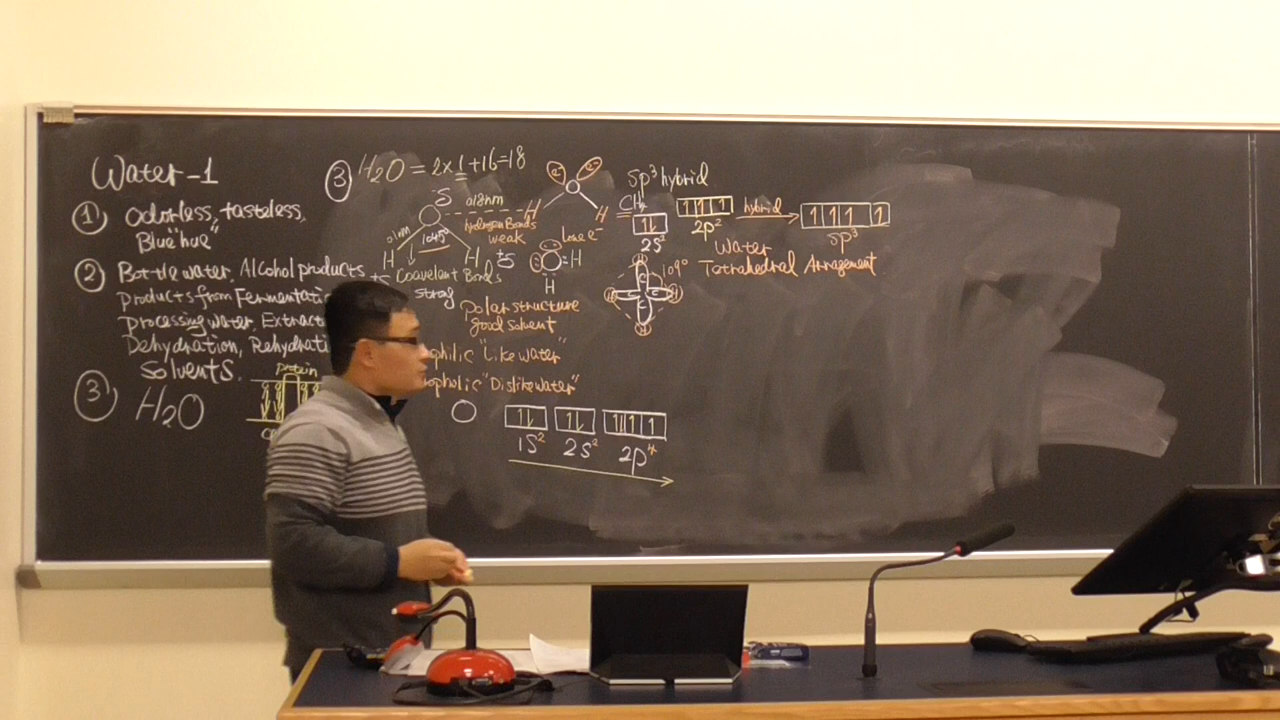 Water-1
① Odorless, tasteless,
Blue "hue"
② Bottle water, Alcohol products
products from Fermentati
processing water, Extract
Dehydration, Rehydrati
solvents.
③ H₂O
protein
③ H₂O = 2×1+16=18
0.18nm
hydrogen Bonds
weak
0.1nm
104.5°
H H
Coavelent Bonds
strong
polar structure
good solvent
philic "Like water"
ophobic "Dislike water"
e⁻ e⁻
H H
lone e⁻
H
H
sp³ hybrid
2s² 2p² hybrid sp³
Water
Tetrahedral Arrangement
109°
H
H C C H
H
O
1s² 2s² 2p⁴